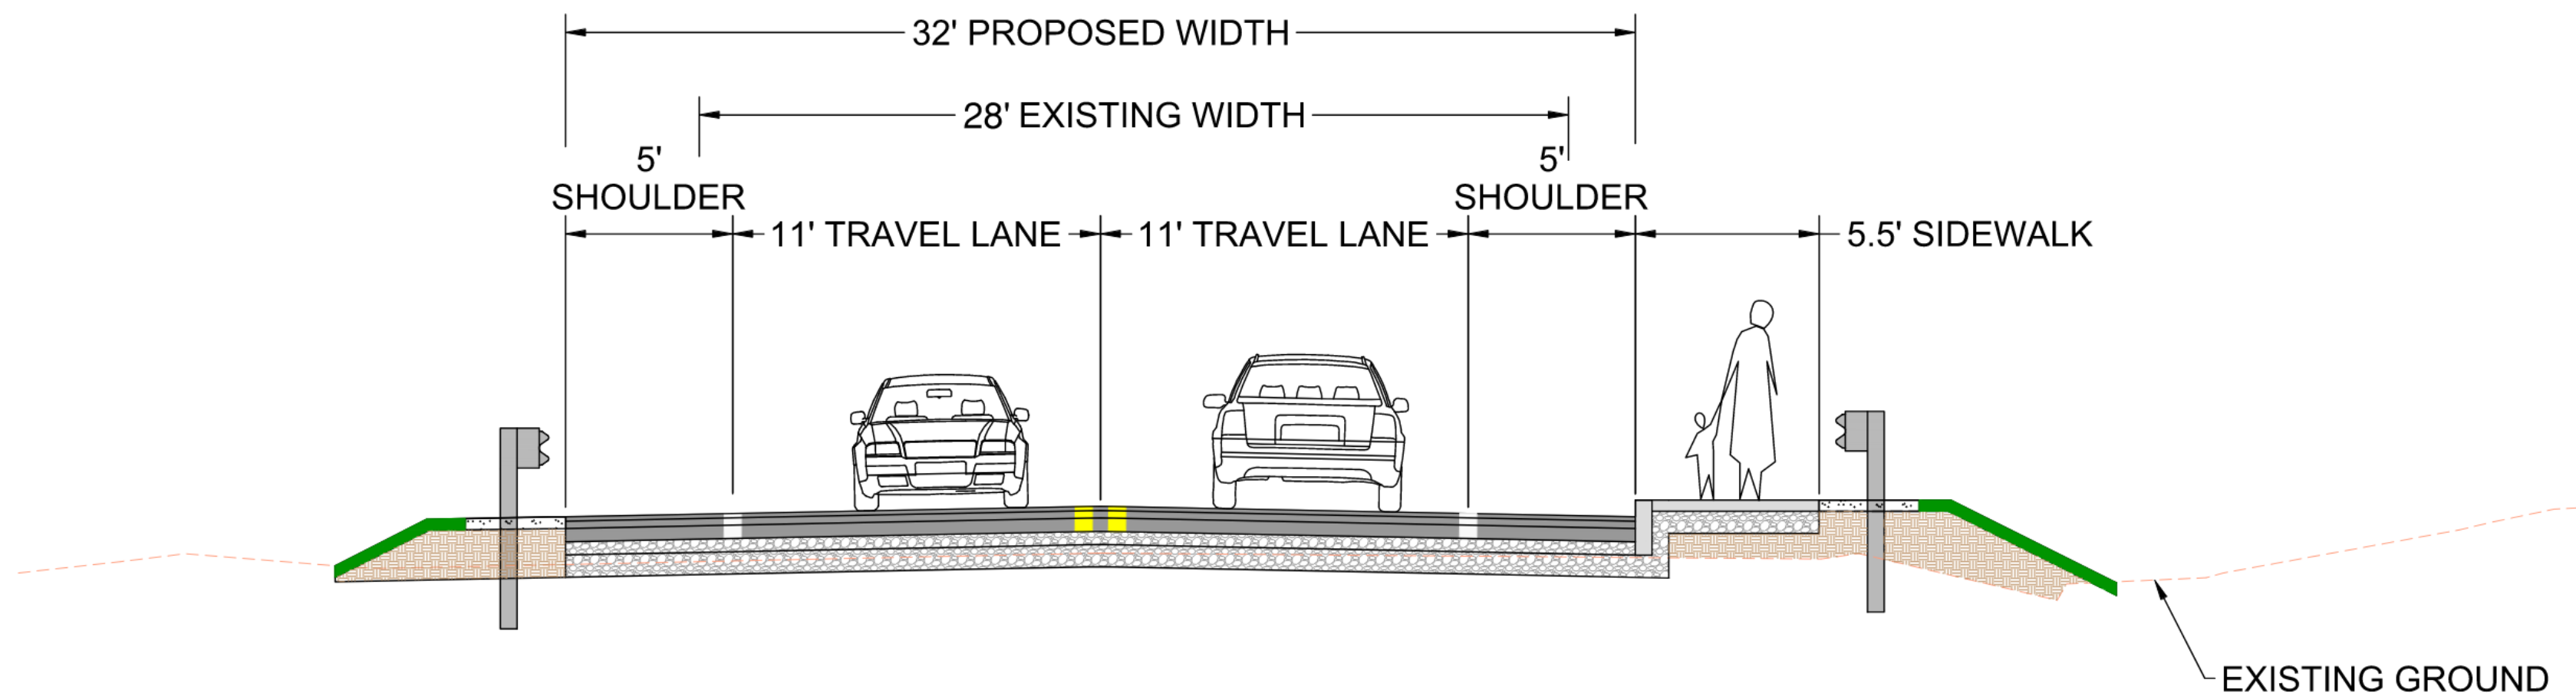 32' PROPOSED WIDTH
28' EXISTING WIDTH
5'
SHOULDER
5'
SHOULDER
11' TRAVEL LANE
11' TRAVEL LANE
5.5' SIDEWALK
EXISTING GROUND